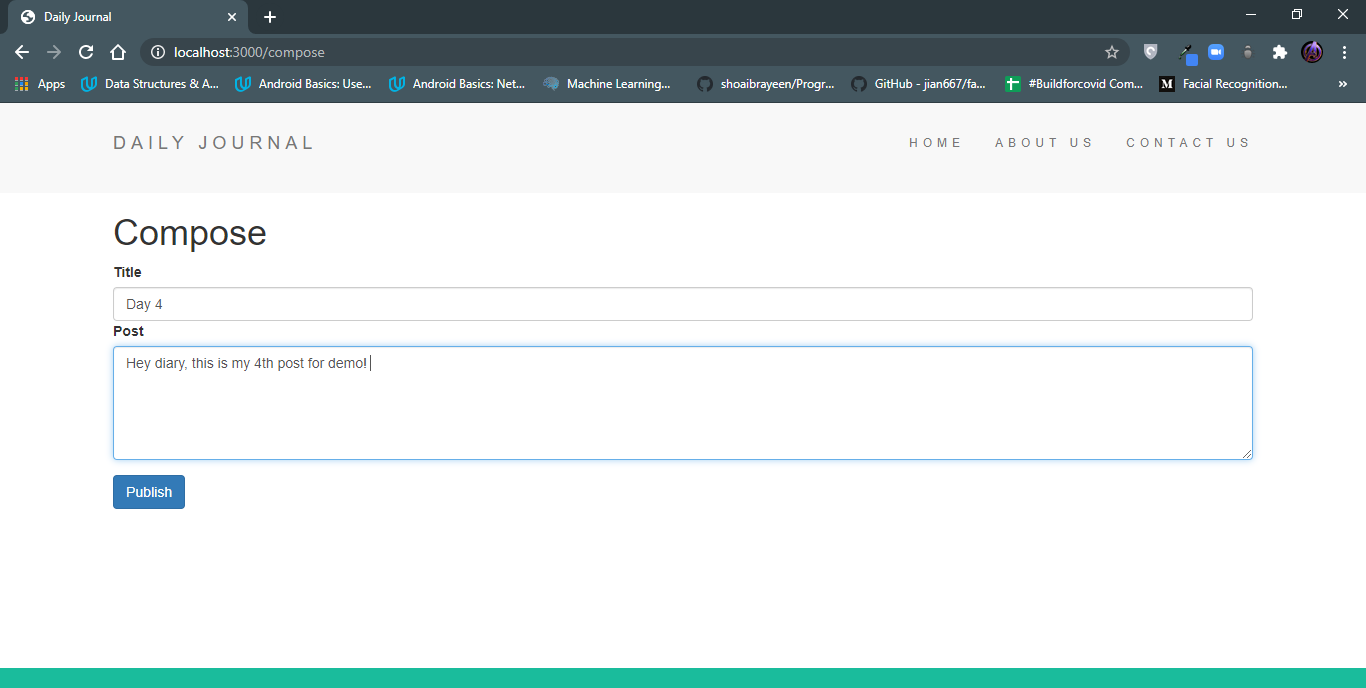 Daily Journal
localhost:3000/compose
Apps Data Structures & A... Android Basics: Use... Android Basics: Net... Machine Learning... shoaibrayeen/Progr... GitHub - jian667/fa... #Buildforcovid Com... Facial Recognition... »
DAILY JOURNAL HOME ABOUT US CONTACT US
Compose
Title
Day 4
Post
Hey diary, this is my 4th post for demo!
Publish